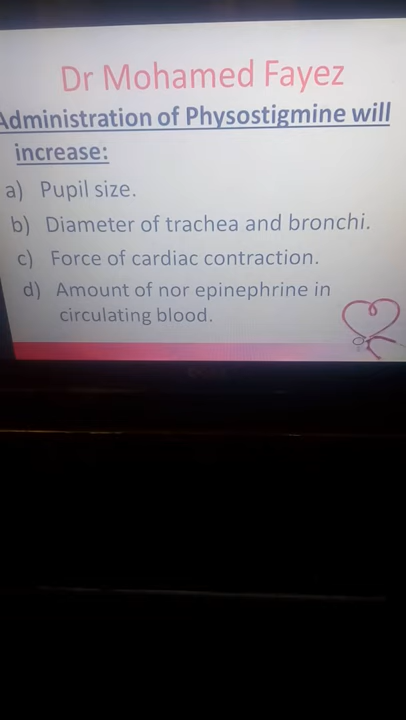 Dr Mohamed Fayez
Administration of Physostigmine will
increase:
a) Pupil size.
b) Diameter of trachea and bronchi.
c) Force of cardiac contraction.
d) Amount of nor epinephrine in
circulating blood.